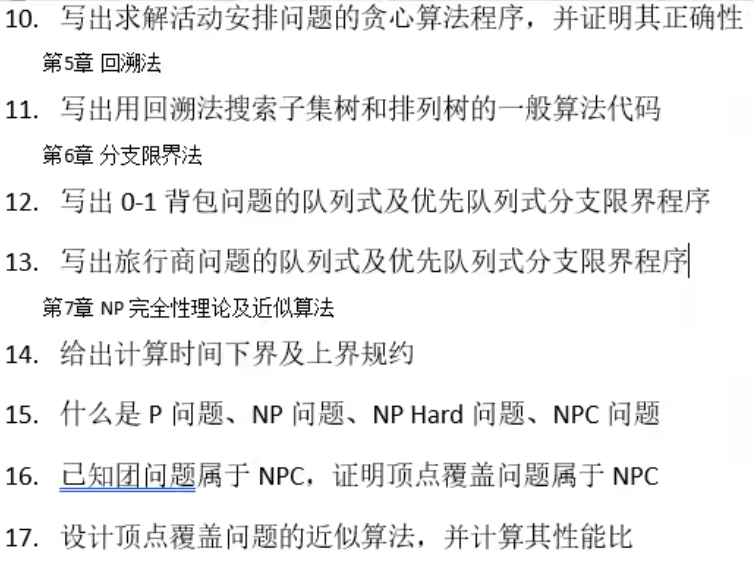 10. 写出求解活动安排问题的贪心算法程序，并证明其正确性
第5章 回溯法
11. 写出用回溯法搜索子集树和排列树的一般算法代码
第6章 分支限界法
12. 写出 0-1 背包问题的队列式及优先队列式分支限界程序
13. 写出旅行商问题的队列式及优先队列式分支限界程序
第7章 NP 完全性理论及近似算法
14. 给出计算时间下界及上界规约
15. 什么是 P 问题、NP 问题、NP Hard 问题、NPC 问题
16. 已知团问题属于 NPC，证明顶点覆盖问题属于 NPC
17. 设计顶点覆盖问题的近似算法，并计算其性能比